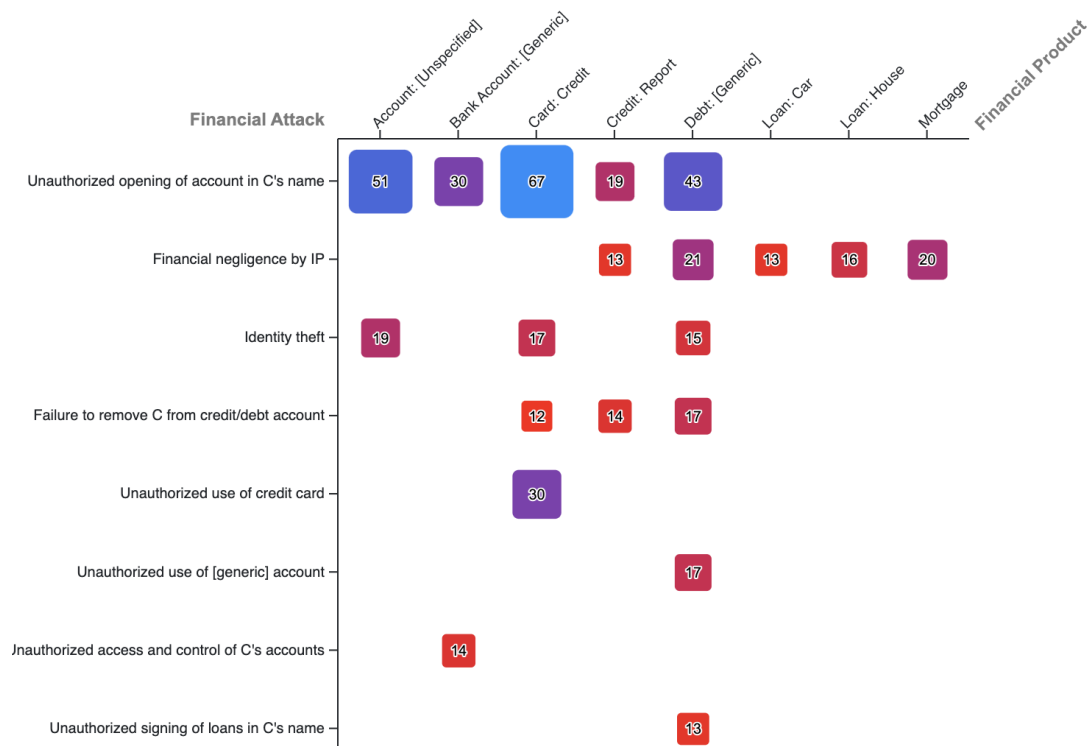 Financial Attack
Financial Product
Account: [Unspecified]
Bank Account: [Generic]
Card: Credit
Credit: Report
Debt: [Generic]
Loan: Car
Loan: House
Mortgage
Unauthorized opening of account in C's name 51 30 67 19 43
Financial negligence by IP 13 21 13 16 20
Identity theft 19 17 15
Failure to remove C from credit/debt account 12 14 17
Unauthorized use of credit card 30
Unauthorized use of [generic] account 17
nauthorized access and control of C's accounts 14
Unauthorized signing of loans in C's name 13